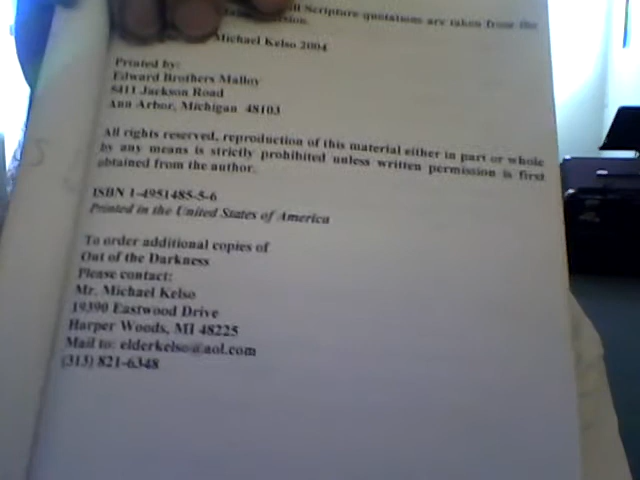 ll Scripture quotations are taken from the
Michael Kelso 2004
Printed by:
Edward Brothers Malloy
5411 Jackson Road
Ann Arbor, Michigan 48103
All rights reserved, reproduction of this material either in part or whole
by any means is strictly prohibited unless written permission is first
obtained from the author.
ISBN 1-4951485-5-6
Printed in the United States of America
To order additional copies of
Out of the Darkness
Please contact:
Mr. Michael Kelso
19390 Eastwood Drive
Harper Woods, MI 48225
Mail to: elderkelso@aol.com
(313) 821-6348